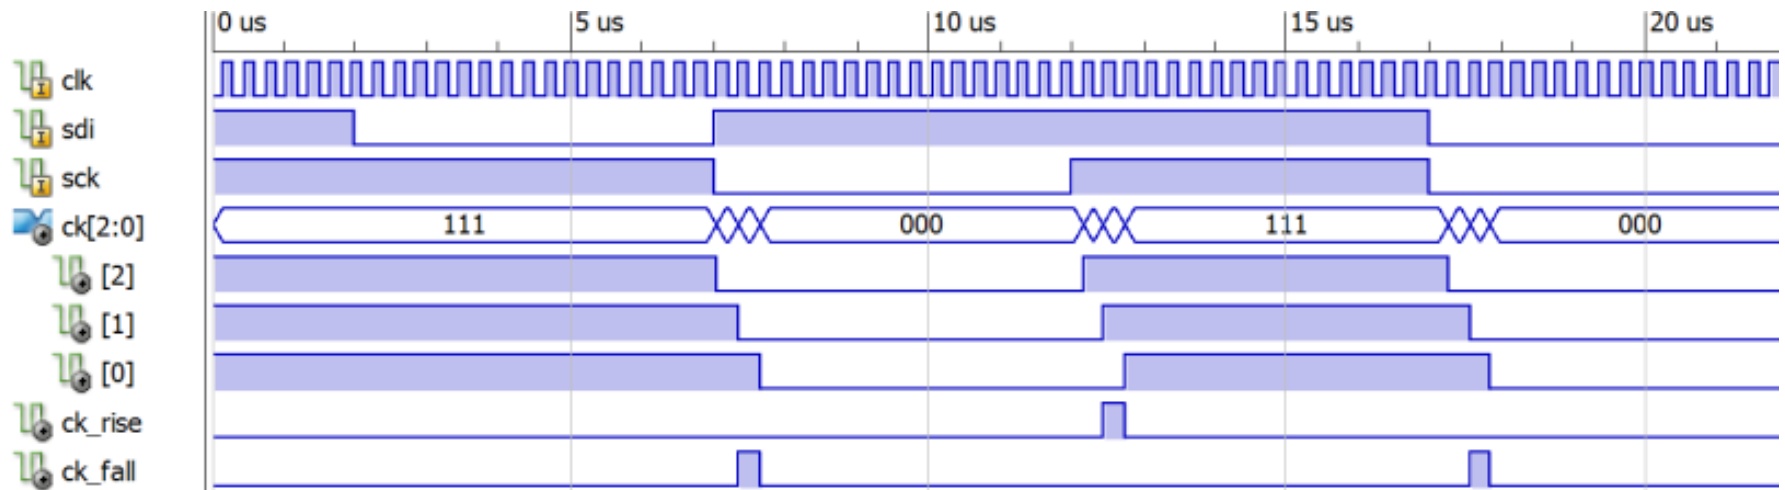 0 us 5 us 10 us 15 us 20 us
clk
sdi
sck
ck[2:0] 111 000 111 000
[2]
[1]
[0]
ck_rise
ck_fall